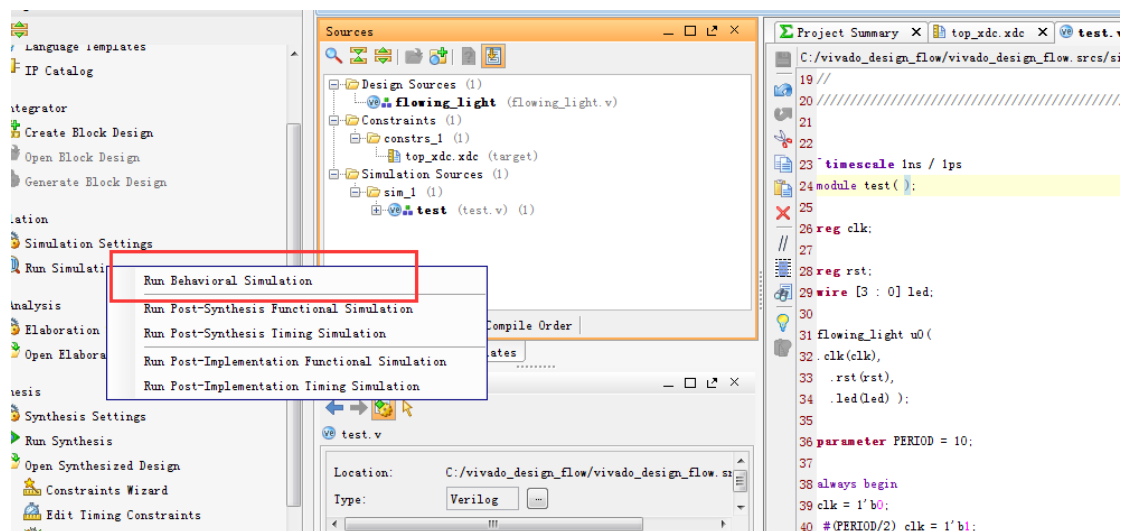 Language Templates
IP Catalog
ntegrator
Create Block Design
Open Block Design
Generate Block Design
ation
Simulation Settings
Run Simulati
Run Behavioral Simulation
Run Post-Synthesis Functional Simulation
Run Post-Synthesis Timing Simulation
Run Post-Implementation Functional Simulation
Run Post-Implementation Timing Simulation
Analysis
Elaboration
Open Elabora
hesis
Synthesis Settings
Run Synthesis
Open Synthesized Design
Constraints Wizard
Edit Timing Constraints
Sources
Design Sources (1)
flowing_light (flowing_light.v)
Constraints (1)
constrs_1 (1)
top_xdc.xdc (target)
Simulation Sources (1)
sim_1 (1)
test (test.v) (1)
Compile Order
lates
test.v
Location: C:/vivado_design_flow/vivado_design_flow.sr
Type: Verilog ...
Project Summary top_xdc.xdc test.v
C:/vivado_design_flow/vivado_design_flow.srcs/si
19 //
20 ////////////////////////////////////////////
21
22
23 `timescale 1ns / 1ps
24 module test( );
25
26 reg clk;
27
28 reg rst;
29 wire [3 : 0] led;
30
31 flowing_light u0(
32 .clk(clk),
33 .rst(rst),
34 .led(led) );
35
36 parameter PERIOD = 10;
37
38 always begin
39 clk = 1'b0;
40 #(PERIOD/2) clk = 1'b1;